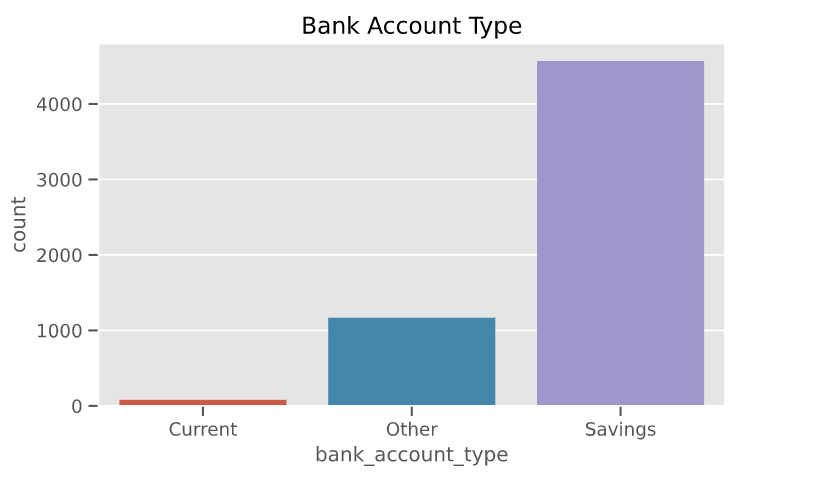 Bank Account Type
count
4000
3000
2000
1000
0
Current Other Savings
bank_account_type